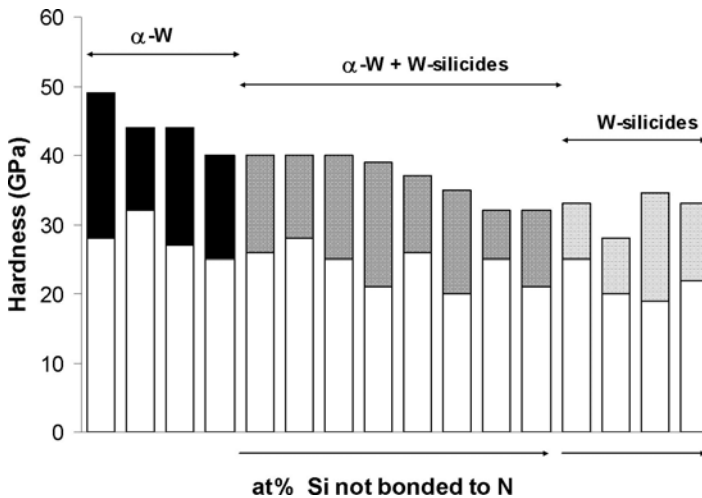 60
α-W
α-W + W-silicides
50
W-silicides
40
30
20
10
0
Hardness (GPa)
at% Si not bonded to N